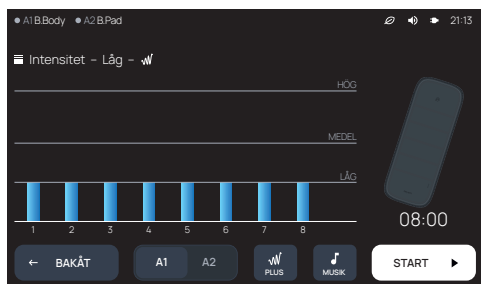 A1 B.Body A2 B.Pad 21:13
Intensitet – Låg –
HÖG
MEDEL
LÅG
1 2 3 4 5 6 7 8
08:00
← BAKÅT A1 A2 PLUS MUSIK START